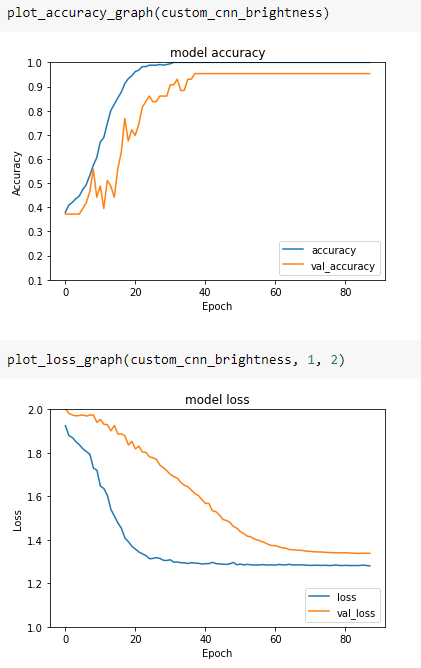 plot_accuracy_graph(custom_cnn_brightness)
model accuracy
1.0
0.9
0.8
0.7
0.6
0.5
0.4
0.3
0.2
0.1
Accuracy
accuracy
val_accuracy
0 20 40 60 80
Epoch
plot_loss_graph(custom_cnn_brightness, 1, 2)
model loss
2.0
1.8
1.6
1.4
1.2
1.0
Loss
loss
val_loss
0 20 40 60 80
Epoch